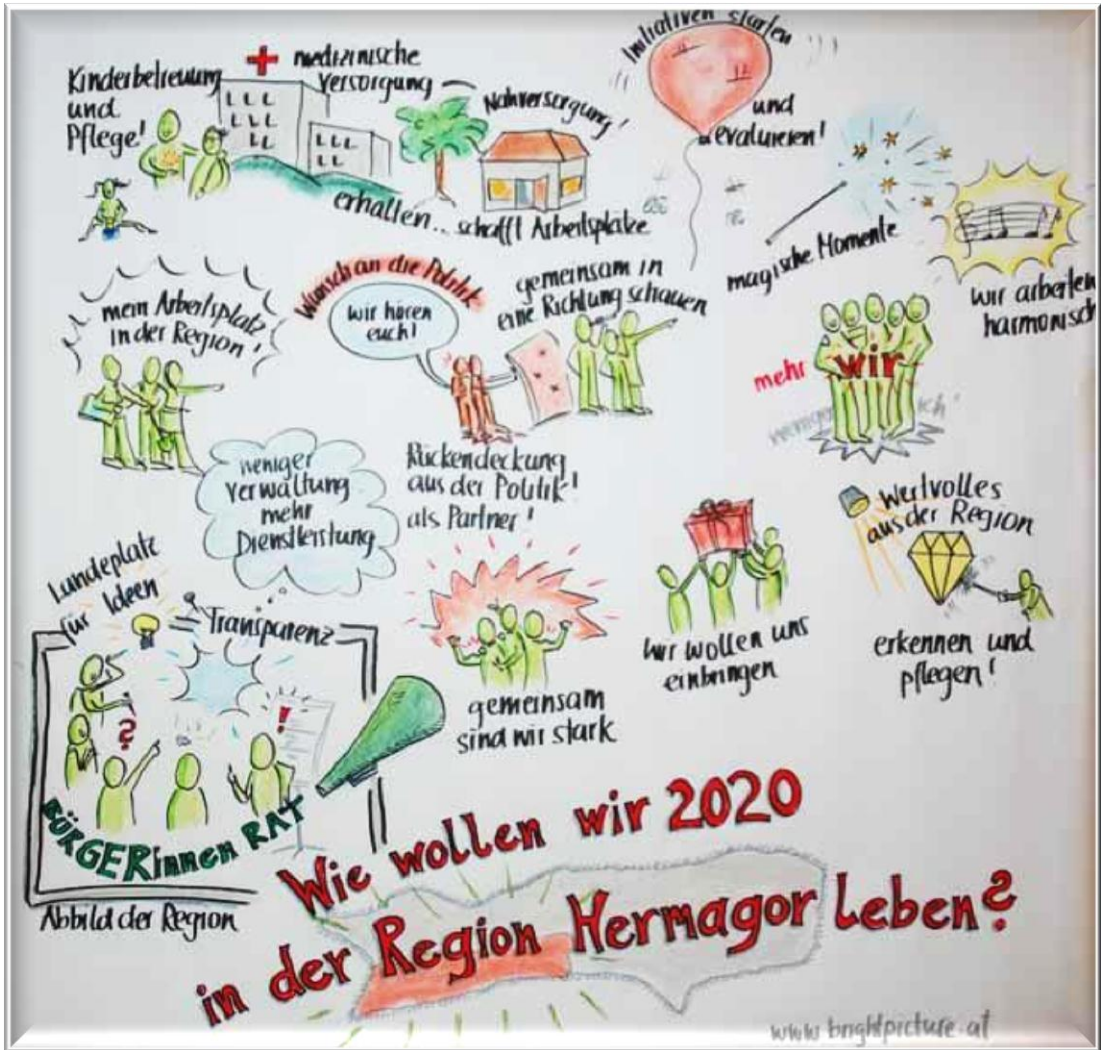 Kinderbetreuung
und
Pflege!
+ medizinische
Versorgung
Nahversorgung!
erhalten.. schafft Arbeitsplätze
Initiativen starten
und
evaluieren!
magische Momente
wir arbeiten
harmonisch
mein Arbeitsplatz
in der Region!
Wunsch an die Politik
wir hören
euch!
gemeinsam in
eine Richtung schauen
Rückendeckung
aus der Politik!
als Partner!
mehr wir
weniger ich
weniger
Verwaltung
mehr
Dienstleistung
Landeplatz
für Ideen
Transparenz
?
!
BÜRGERinnen RAT
Abbild der Region
gemeinsam
sind wir stark
Wir wollen uns
einbringen
Wertvolles
aus der Region
erkennen und
pflegen!
Wie wollen wir 2020
in der Region Hermagor Leben?
www.brightpicture.at